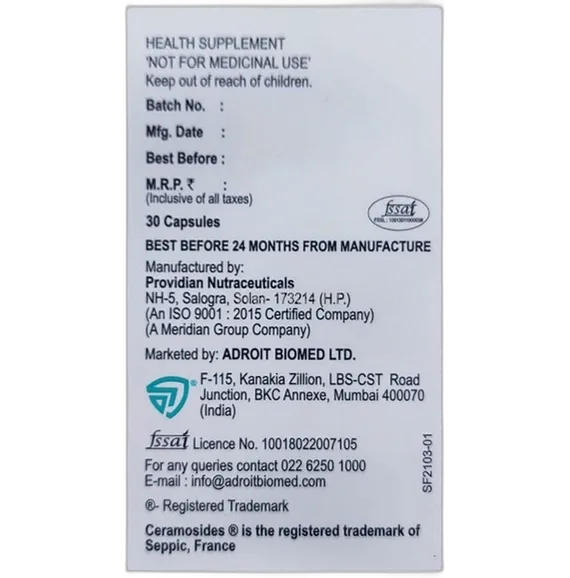 HEALTH SUPPLEMENT
'NOT FOR MEDICINAL USE'
Keep out of reach of children.
Batch No. :
Mfg. Date :
Best Before :
M.R.P. ₹ :
(Inclusive of all taxes)
fssai
30 Capsules
BEST BEFORE 24 MONTHS FROM MANUFACTURE
Manufactured by:
Providian Nutraceuticals
NH-5, Salogra, Solan- 173214 (H.P.)
(An ISO 9001 : 2015 Certified Company)
(A Meridian Group Company)
Marketed by: ADROIT BIOMED LTD.
® F-115, Kanakia Zillion, LBS-CST Road
Junction, BKC Annexe, Mumbai 400070
(India)
fssai Licence No. 10018022007105
For any queries contact 022 6250 1000
E-mail : info@adroitbiomed.com
®- Registered Trademark
Ceramosides ® is the registered trademark of
Seppic, France
SF2103-01